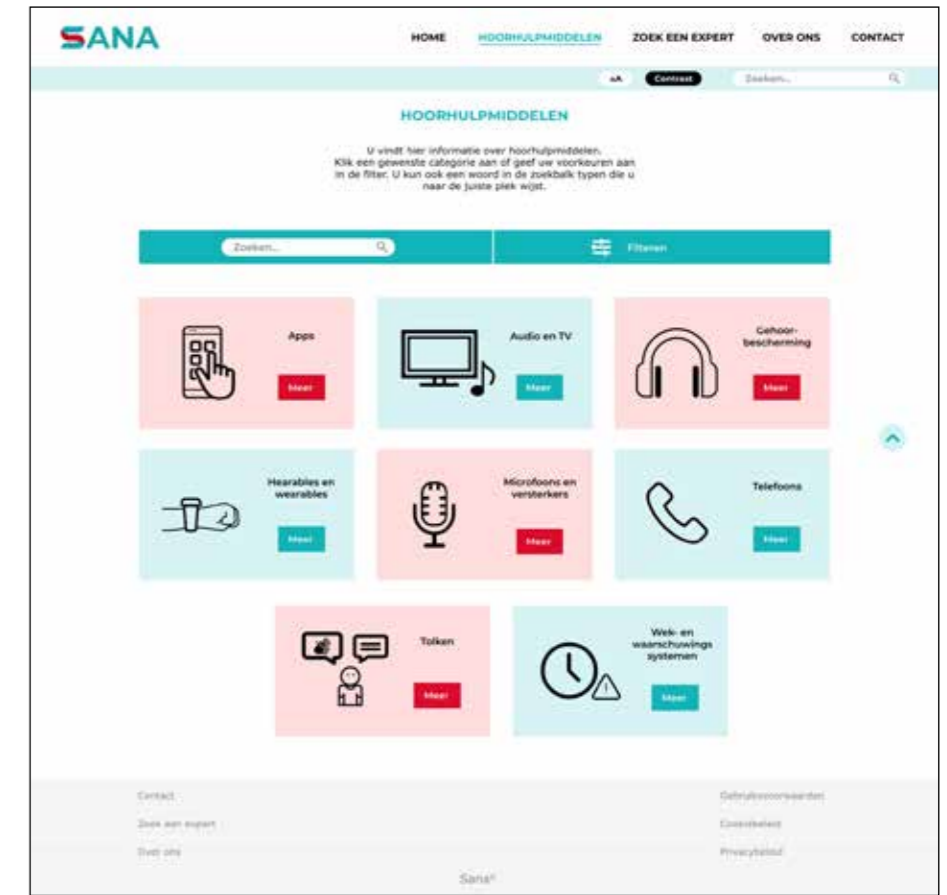 SANA
HOME HOORHULPMIDDELEN ZOEK EEN EXPERT OVER ONS CONTACT
AA Contrast Zoeken...
HOORHULPMIDDELEN
U vindt hier informatie over hoorhulpmiddelen.
Klik een gewenste categorie aan of geef uw voorkeuren aan
in de filter. U kun ook een woord in de zoekbalk typen die u
naar de juiste plek wijst.
Zoeken... Filteren
Apps
Meer
Audio en TV
Meer
Gehoor-
bescherming
Meer
Hearables en
wearables
Meer
Microfoons en
versterkers
Meer
Telefoons
Meer
Tolken
Meer
Wek- en
waarschuwings
systemen
Meer
Contact Gebruiksvoorwaarden
Zoek een expert Cookiebeleid
Over ons Privacybeleid
Sana®